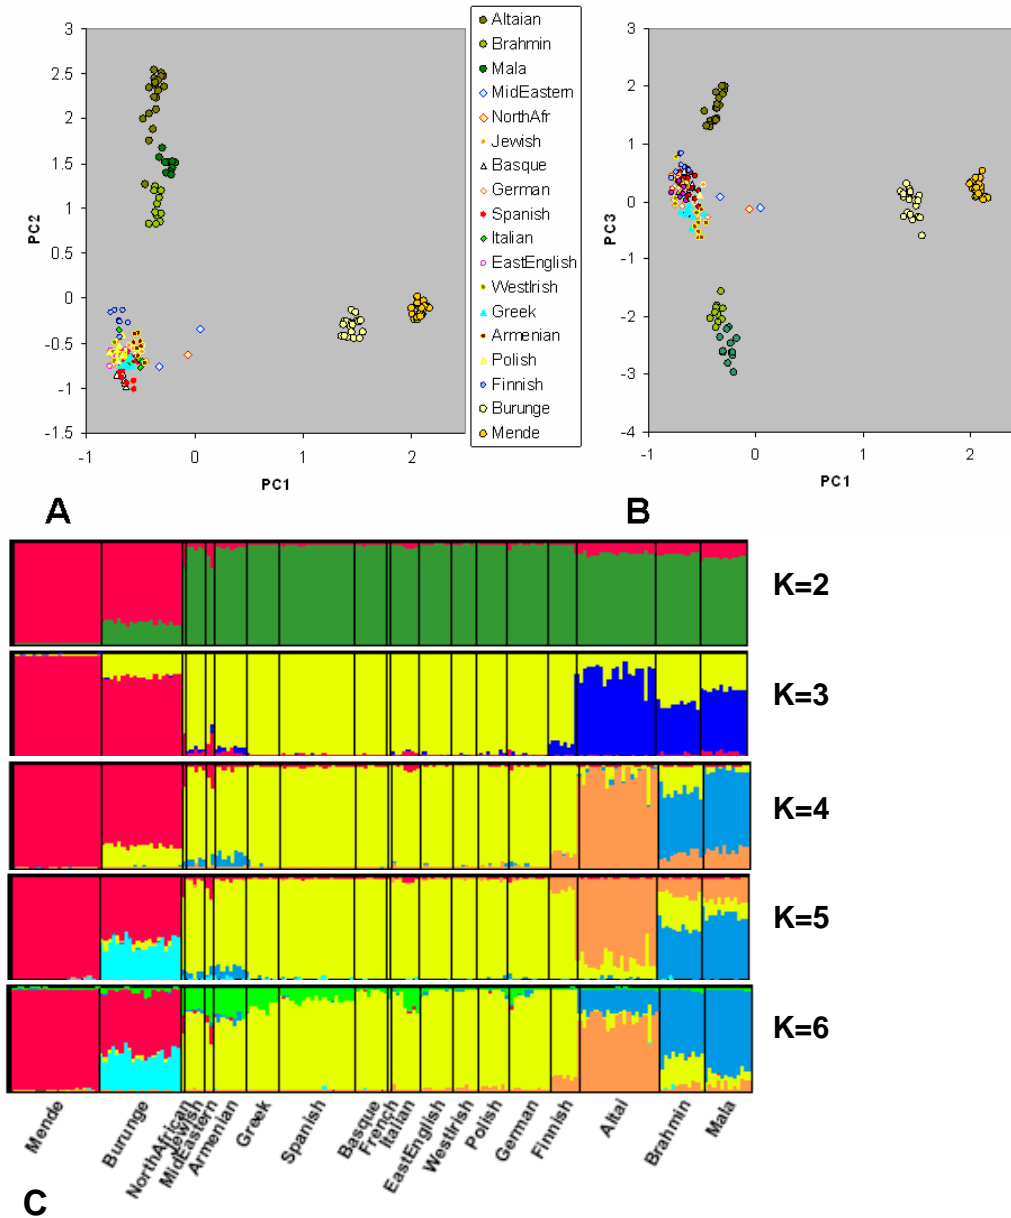 3
2.5
2
1.5
1
0.5
0
-0.5
-1
-1.5
PC2
-1
0
1
2
PC1
A
Altaian
Brahmin
Mala
MidEastern
NorthAfr
Jewish
Basque
German
Spanish
Italian
EastEnglish
WestIrish
Greek
Armenian
Polish
Finnish
Burunge
Mende
3
2
1
0
-1
-2
-3
-4
PC3
-1
0
1
2
PC1
B
K=2
K=3
K=4
K=5
K=6
Mende
Burunge
NorthAfrican
Jewish
MidEastern
Armenian
Greek
Spanish
Basque
French
Italian
EastEnglish
WestIrish
Polish
German
Finnish
Altai
Brahmin
Mala
C